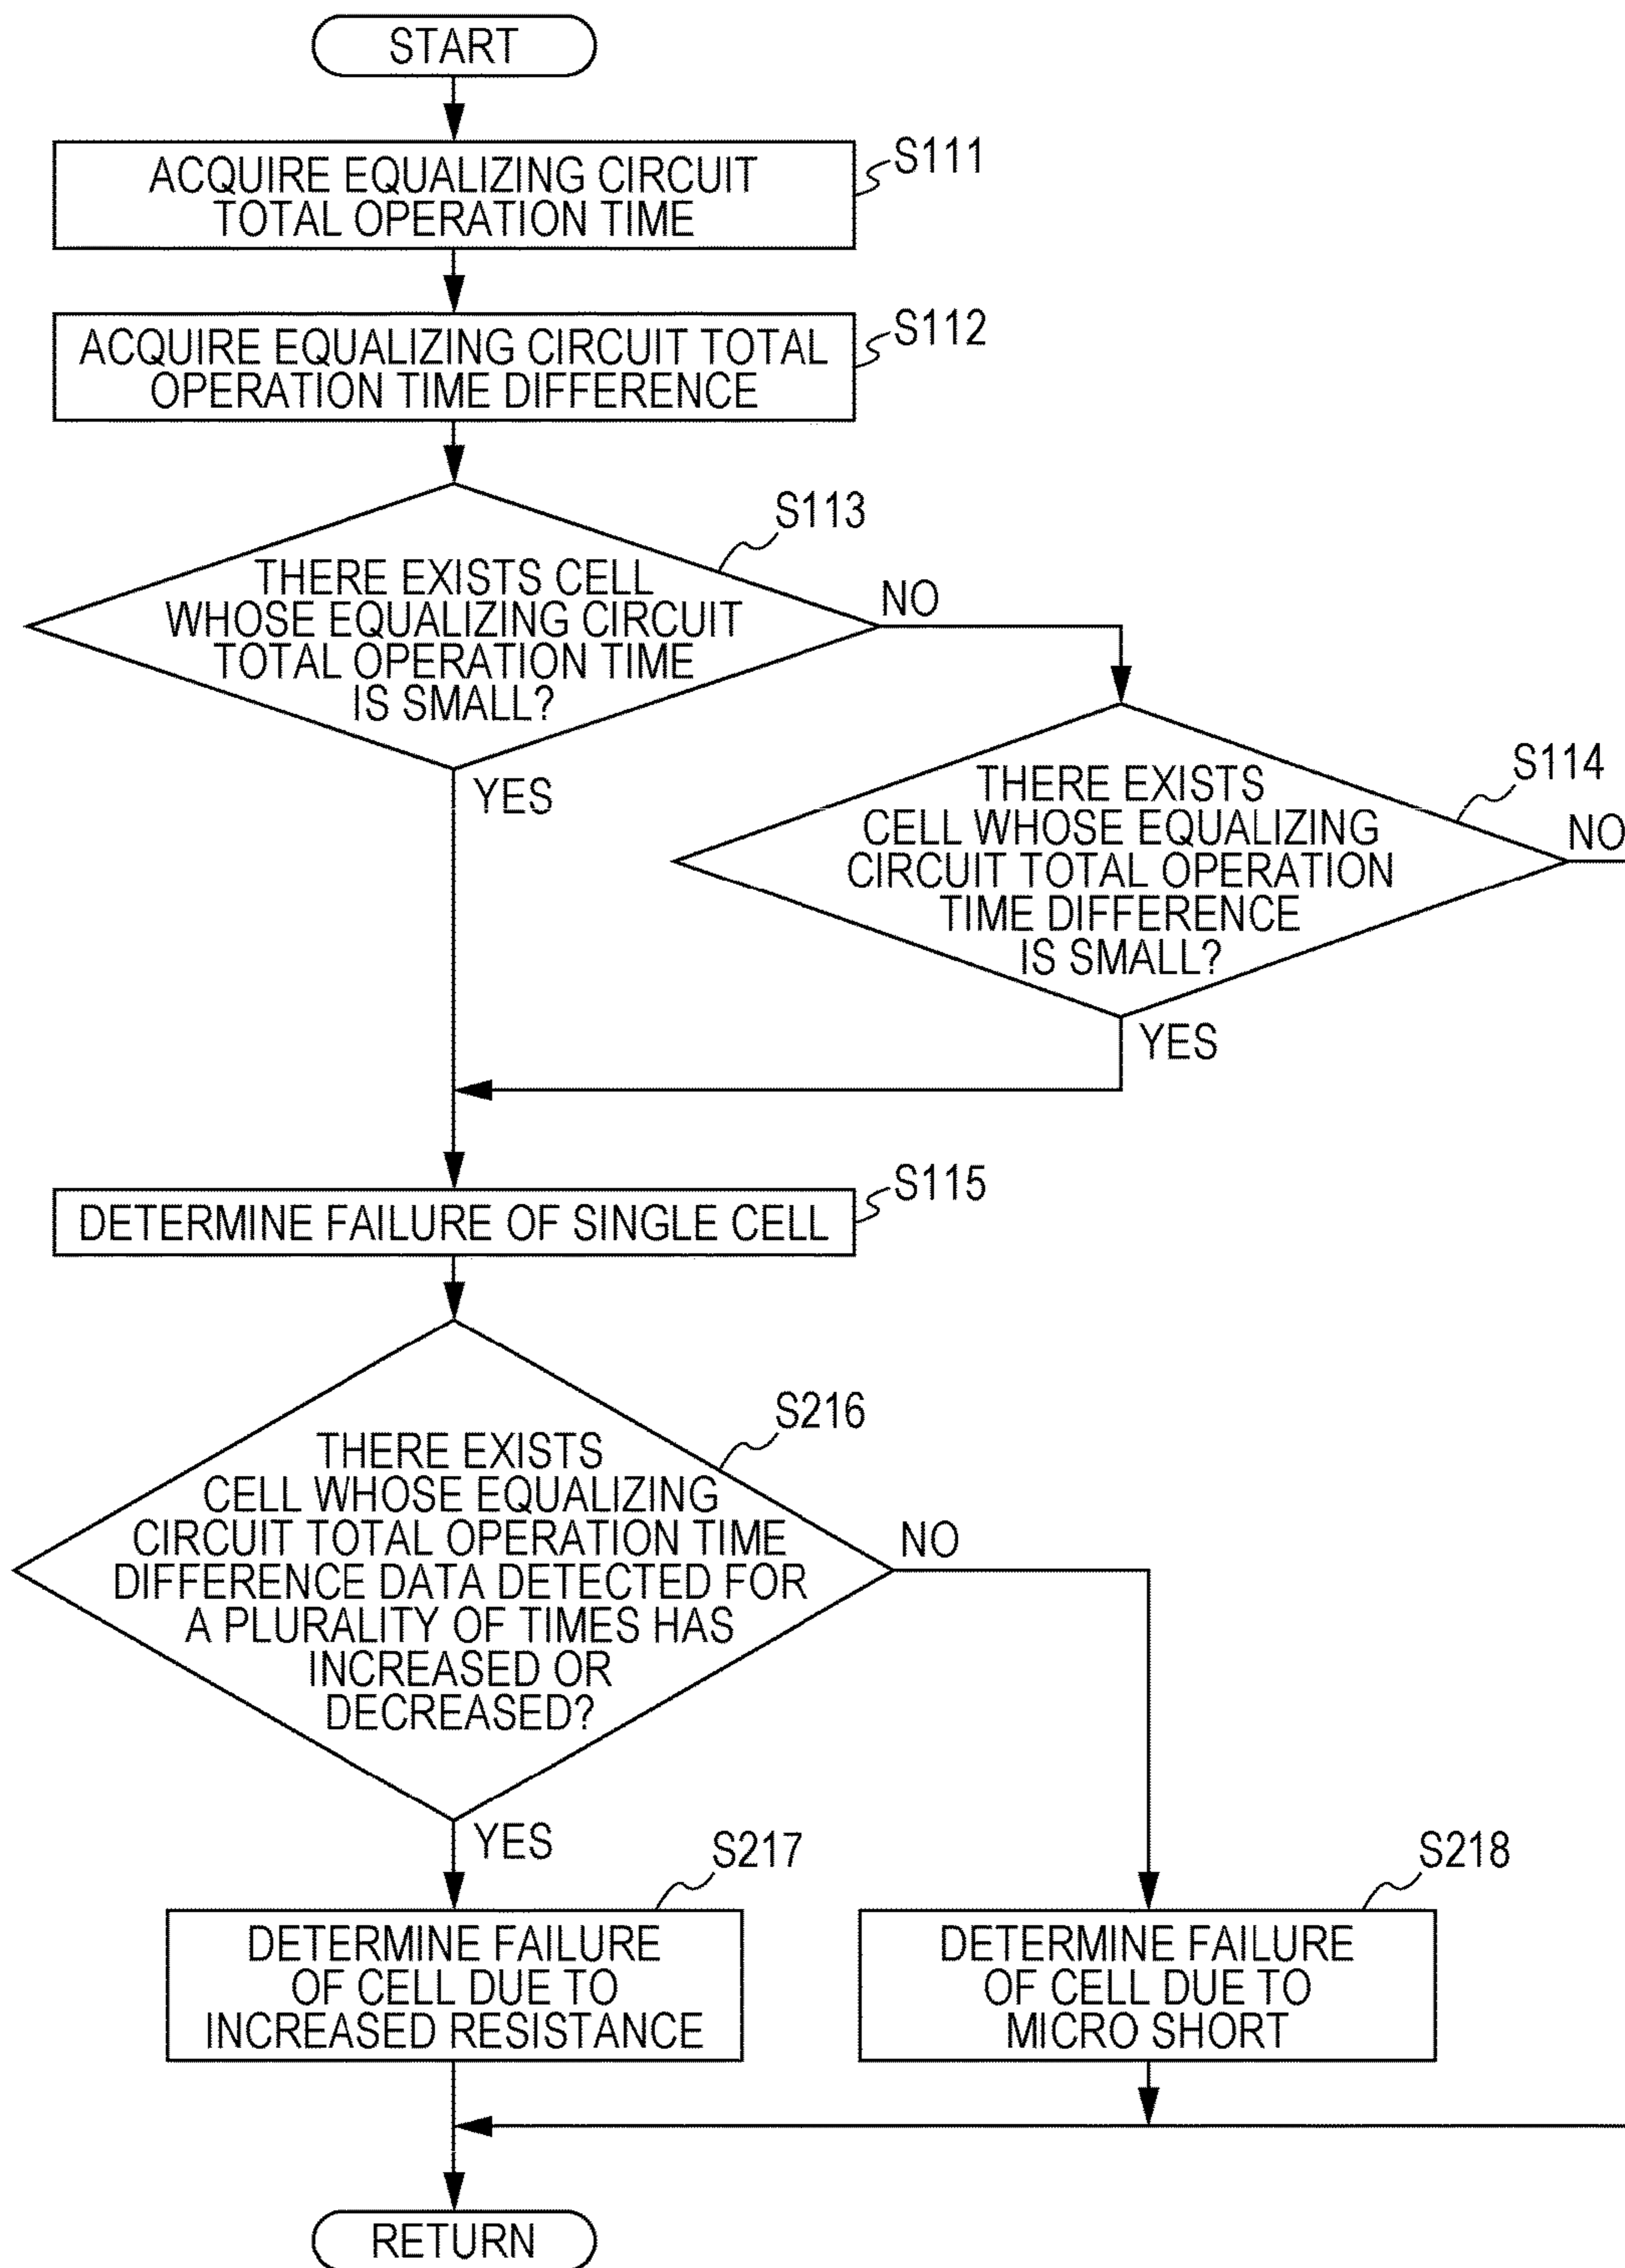 START
ACQUIRE EQUALIZING CIRCUIT
TOTAL OPERATION TIME
S111
ACQUIRE EQUALIZING CIRCUIT TOTAL
OPERATION TIME DIFFERENCE
S112
S113
THERE EXISTS CELL
WHOSE EQUALIZING CIRCUIT
TOTAL OPERATION TIME
IS SMALL?
NO
YES
S114
THERE EXISTS
CELL WHOSE EQUALIZING
CIRCUIT TOTAL OPERATION
TIME DIFFERENCE
IS SMALL?
NO
YES
S115
DETERMINE FAILURE OF SINGLE CELL
S216
THERE EXISTS
CELL WHOSE EQUALIZING
CIRCUIT TOTAL OPERATION TIME
DIFFERENCE DATA DETECTED FOR
A PLURALITY OF TIMES HAS
INCREASED OR
DECREASED?
NO
YES
S217
DETERMINE FAILURE
OF CELL DUE TO
INCREASED RESISTANCE
S218
DETERMINE FAILURE
OF CELL DUE TO
MICRO SHORT
RETURN